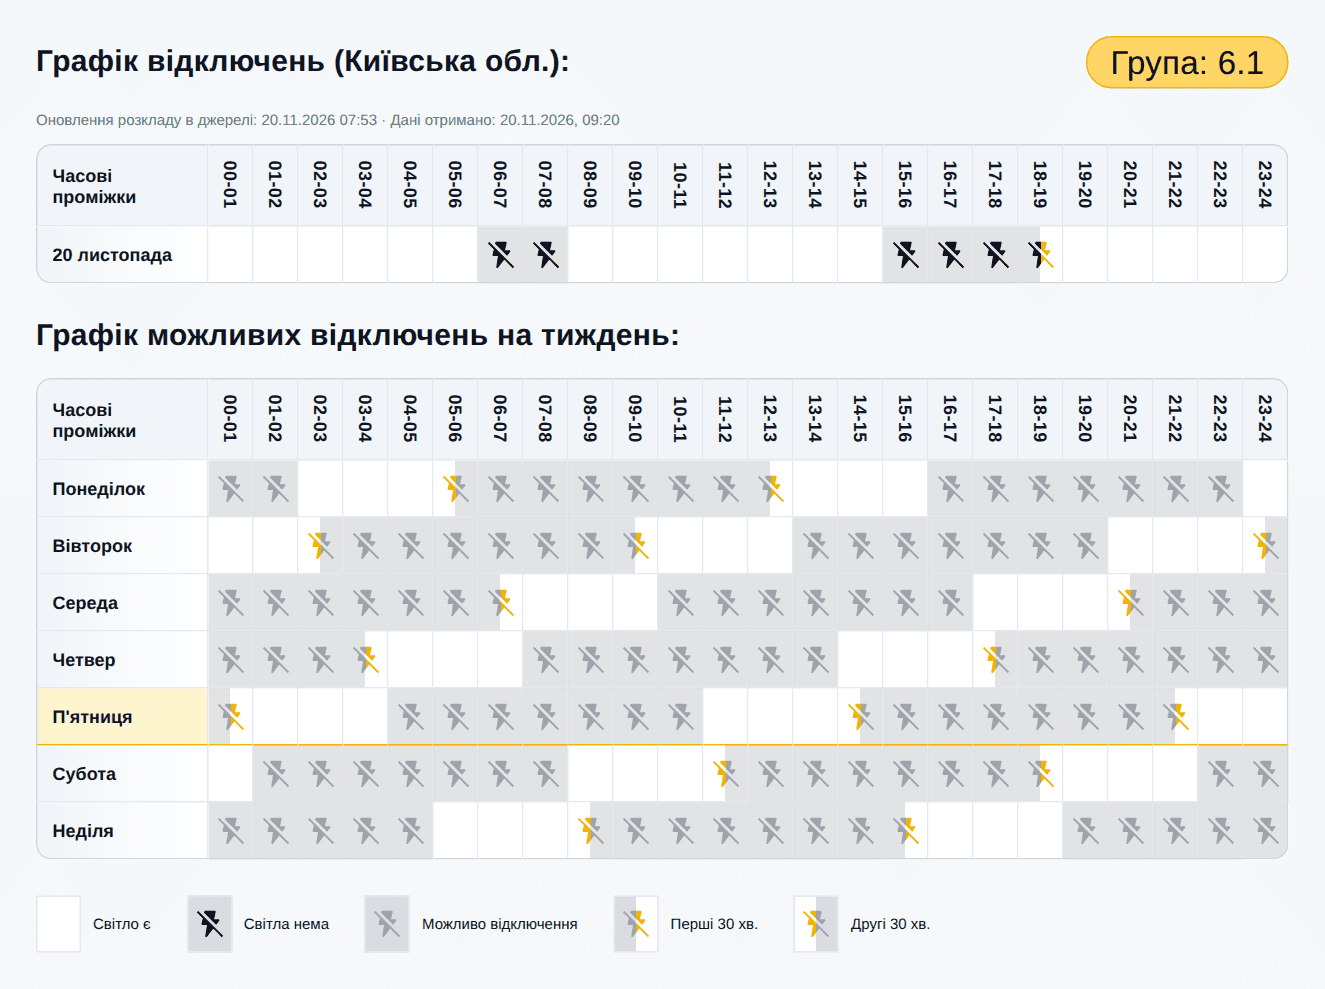 Графік відключень (Київська обл.):
Група: 6.1
Оновлення розкладу в джерелі: 20.11.2026 07:53 · Дані отримано: 20.11.2026, 09:20
Часові
проміжки
00-01 01-02 02-03 03-04 04-05 05-06 06-07 07-08 08-09 09-10 10-11 11-12 12-13 13-14 14-15 15-16 16-17 17-18 18-19 19-20 20-21 21-22 22-23 23-24
20 листопада
Графік можливих відключень на тиждень:
Часові
проміжки
00-01 01-02 02-03 03-04 04-05 05-06 06-07 07-08 08-09 09-10 10-11 11-12 12-13 13-14 14-15 15-16 16-17 17-18 18-19 19-20 20-21 21-22 22-23 23-24
Понеділок
Вівторок
Середа
Четвер
П'ятниця
Субота
Неділя
Світло є
Світла нема
Можливо відключення
Перші 30 хв.
Другі 30 хв.